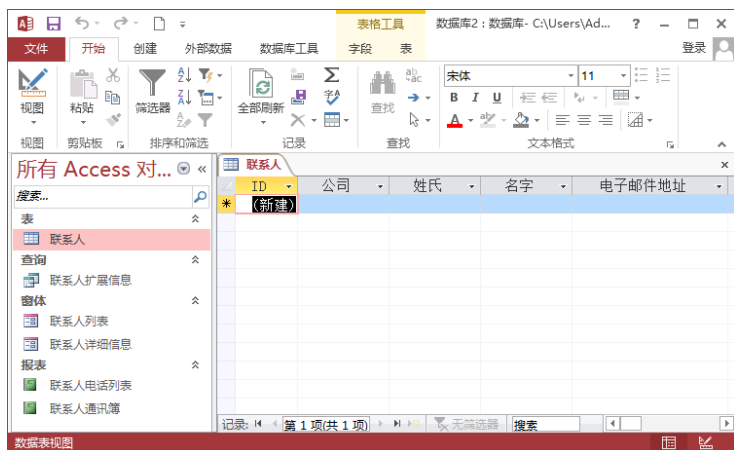 表格工具 数据库2：数据库- C:\Users\Ad... ?
文件 开始 创建 外部数据 数据库工具 字段 表 登录
视图 粘贴 筛选器 全部刷新 查找 宋体 11
B I U
视图 剪贴板 排序和筛选 记录 查找 文本格式
所有 Access 对... «
联系人
搜索...
ID 公司 姓氏 名字 电子邮件地址
(新建)
表
联系人
查询
联系人扩展信息
窗体
联系人列表
联系人详细信息
报表
联系人电话列表
联系人通讯簿
记录: 第 1 项(共 1 项) 无筛选器 搜索
数据表视图